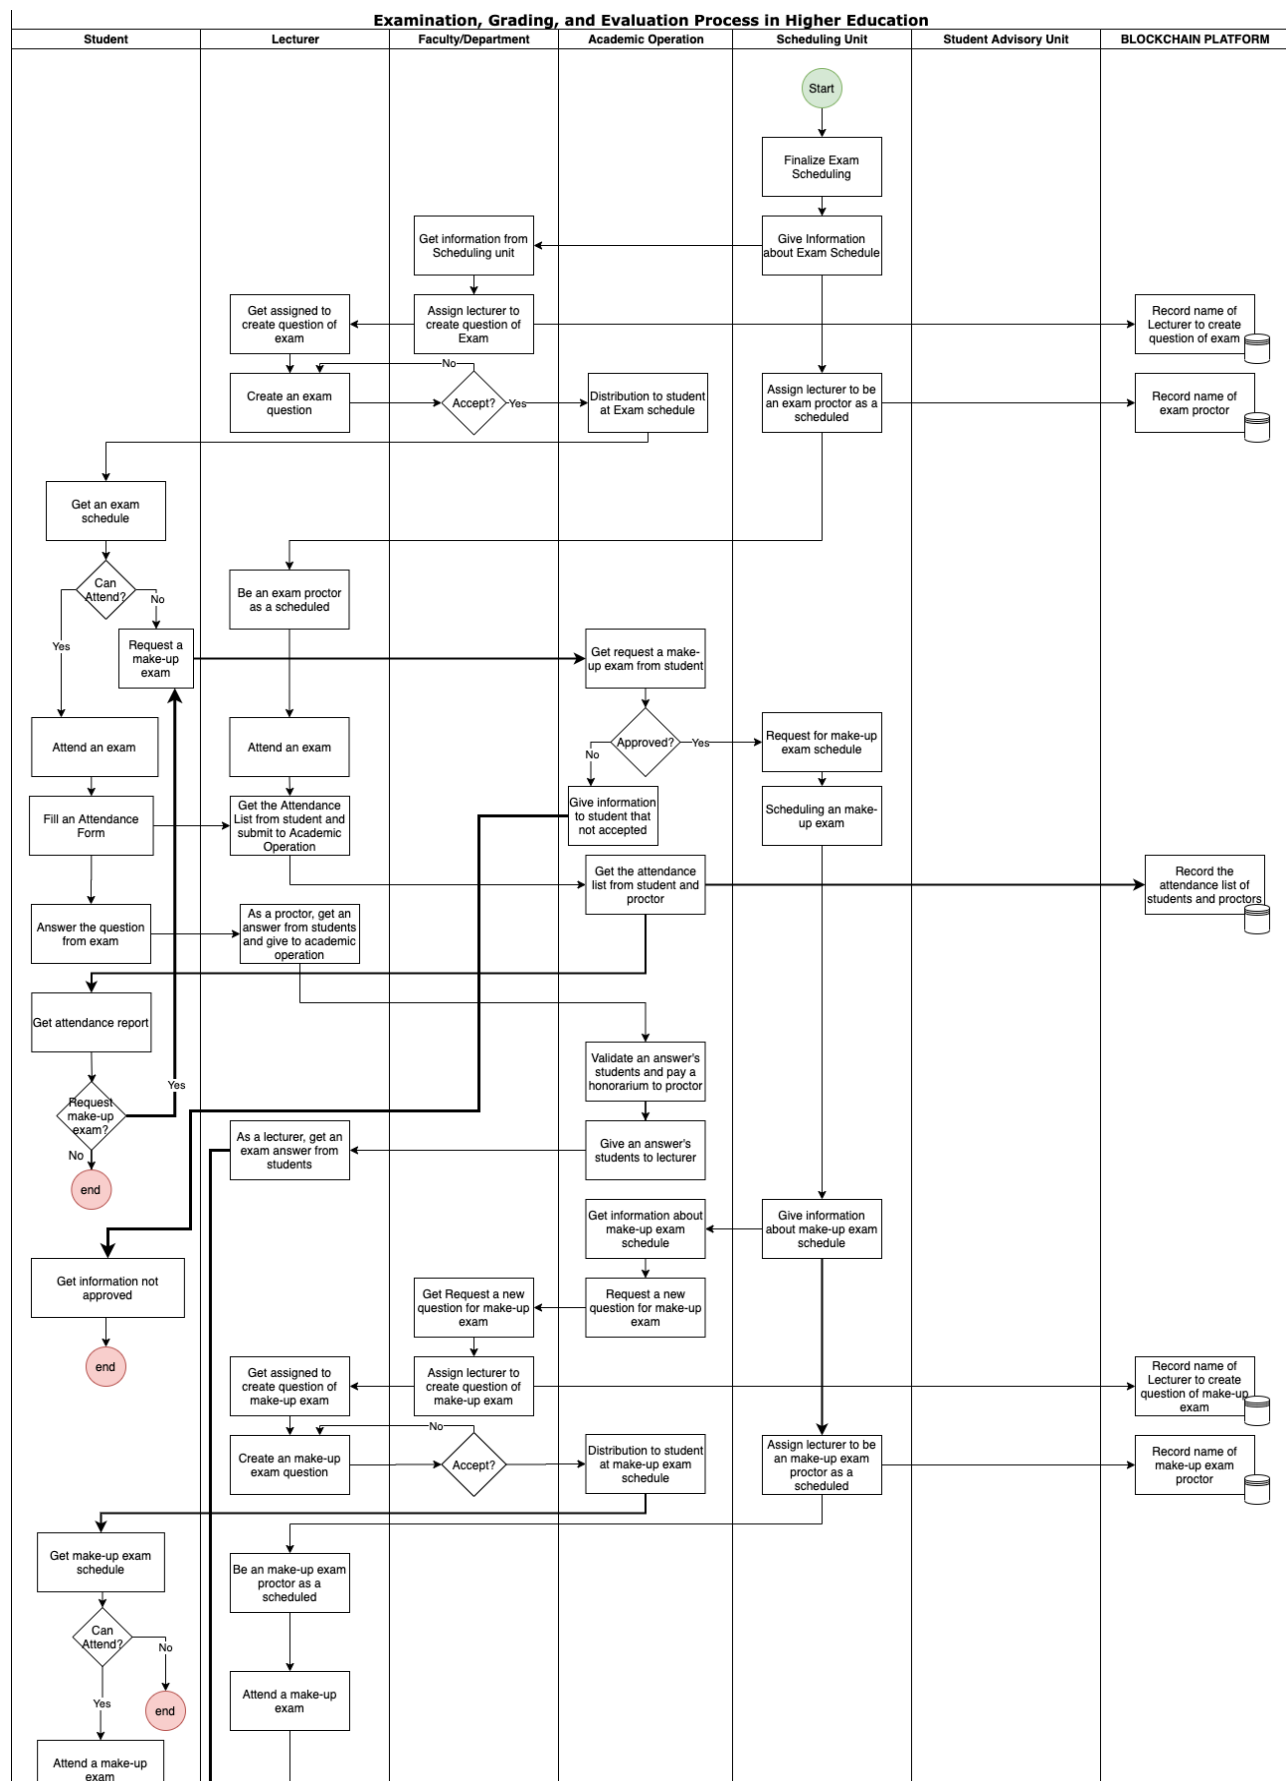 Examination, Grading, and Evaluation Process in Higher Education
Student
Lecturer
Faculty/Department
Academic Operation
Scheduling Unit
Student Advisory Unit
BLOCKCHAIN PLATFORM
Start
Finalize Exam
Scheduling
Get information from
Scheduling unit
Give Information
about Exam Schedule
Get assigned to
create question of
exam
Assign lecturer to
create question of
Exam
Record name of
Lecturer to create
question of exam
No
Create an exam
question
Accept?
Yes
Distribution to student
at Exam schedule
Assign lecturer to be
an exam proctor as a
scheduled
Record name of
exam proctor
Get an exam
schedule
Can
Attend?
No
Yes
Be an exam proctor
as a scheduled
Request a
make-up
exam
Get request a make-
up exam from student
Attend an exam
Attend an exam
Approved?
Yes
No
Request for make-up
exam schedule
Fill an Attendance
Form
Get the Attendance
List from student and
submit to Academic
Operation
Give information
to student that
not accepted
Scheduling an make-
up exam
Get the attendance
list from student and
proctor
Record the
attendance list of
students and proctors
Answer the question
from exam
As a proctor, get an
answer from students
and give to academic
operation
Get attendance report
Validate an answer's
students and pay a
honorarium to proctor
Yes
Request
make-up
exam?
No
As a lecturer, get an
exam answer from
students
Give an answer's
students to lecturer
end
Get information about
make-up exam
schedule
Give information
about make-up exam
schedule
Get information not
approved
Get Request a new
question for make-up
exam
Request a new
question for make-up
exam
end
Get assigned to
create question of
make-up exam
Assign lecturer to
create question of
make-up exam
Record name of
Lecturer to create
question of make-up
exam
No
Create an make-up
exam question
Accept?
Distribution to student
at make-up exam
schedule
Assign lecturer to be
an make-up exam
proctor as a
scheduled
Record name of
make-up exam
proctor
Get make-up exam
schedule
Be an make-up exam
proctor as a
scheduled
Can
Attend?
No
Yes
end
Attend a make-up
exam
Attend a make-up
exam